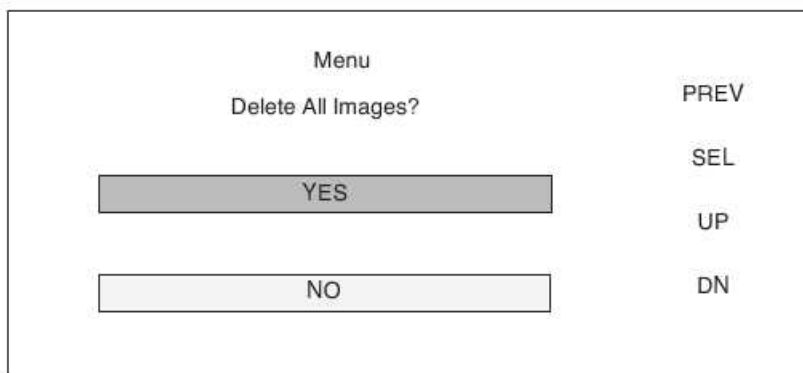 Menu
Delete All Images?
YES
NO
PREV
SEL
UP
DN